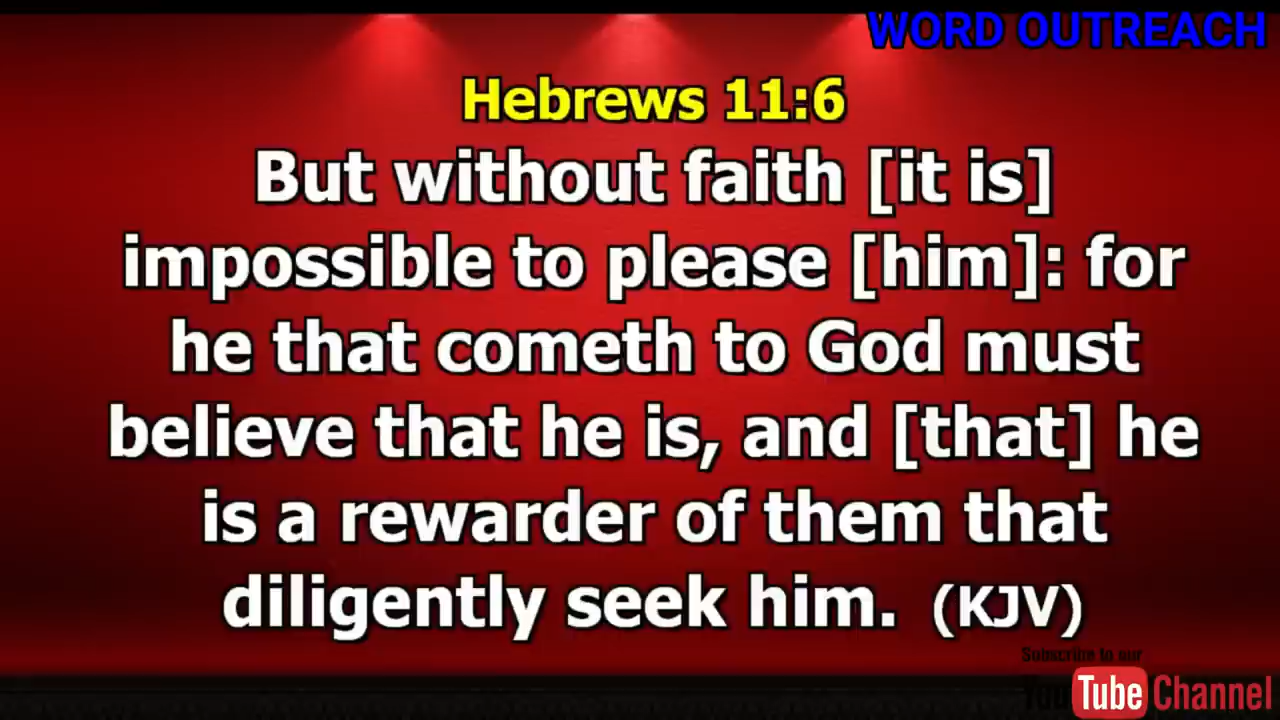 WORD OUTREACH
Hebrews 11:6
But without faith [it is]
impossible to please [him]: for
he that cometh to God must
believe that he is, and [that] he
is a rewarder of them that
diligently seek him. (KJV)
Subscribe to our
YouTube Channel